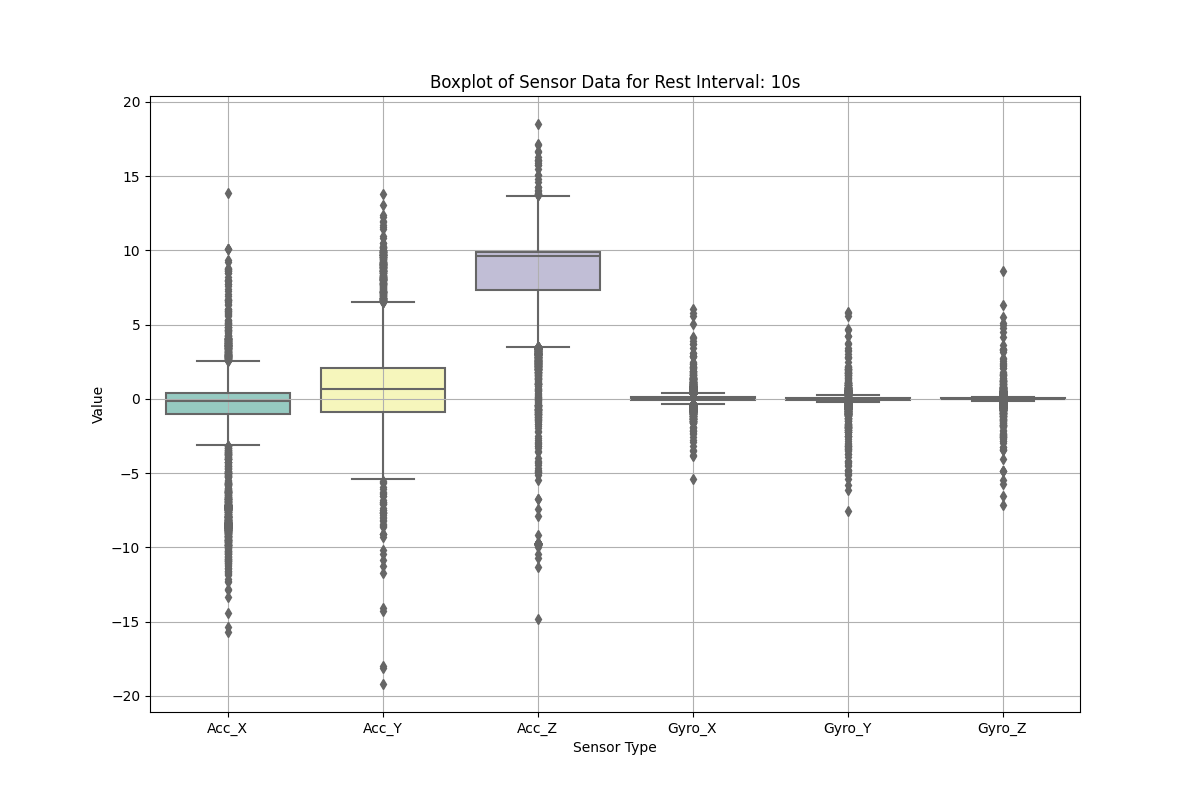 Boxplot of Sensor Data for Rest Interval: 10s
20
15
10
5
0
−5
−10
−15
−20
Value
Acc_X Acc_Y Acc_Z Gyro_X Gyro_Y Gyro_Z
Sensor Type